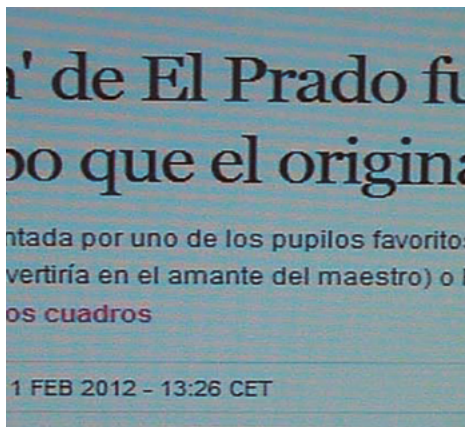 a' de El Prado fu
po que el origina
ntada por uno de los pupilos favoritos
vertiría en el amante del maestro) o
os cuadros
1 FEB 2012 - 13:26 CET